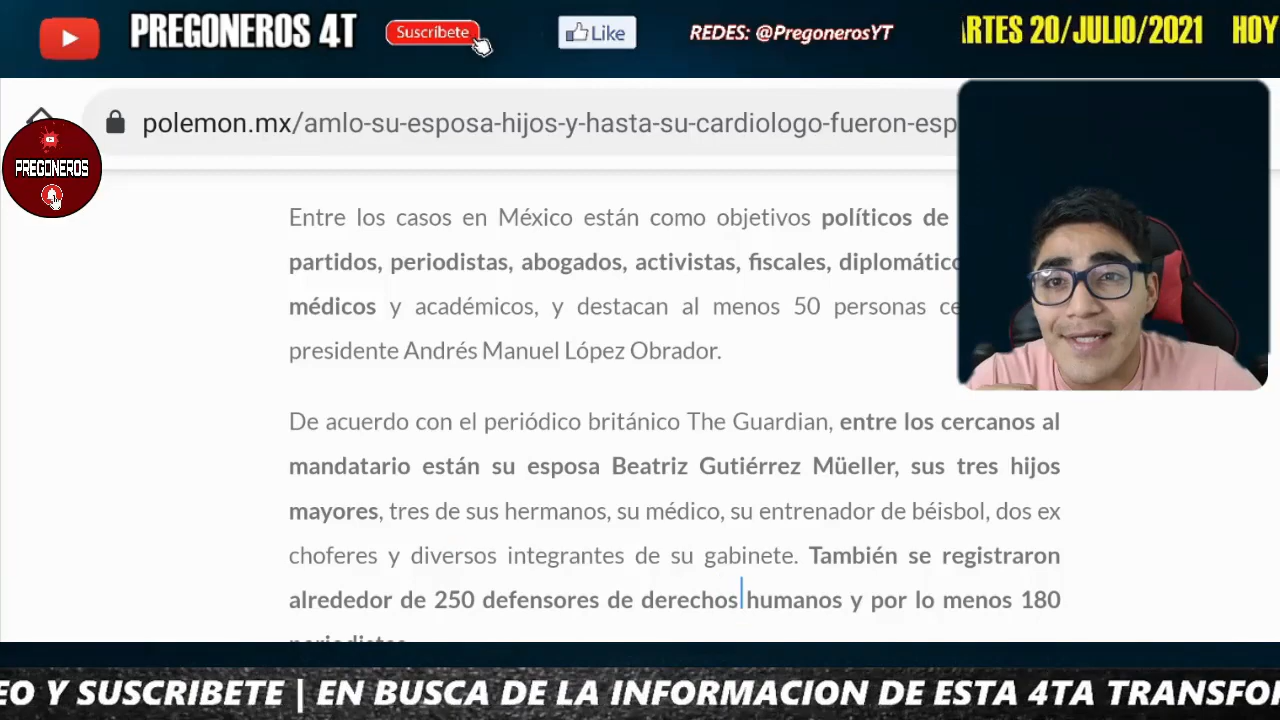 PREGONEROS 4T
Suscríbete
Like
REDES: @PregonerosYT
ARTES 20/JULIO/2021 HOY
polemon.mx/amlo-su-esposa-hijos-y-hasta-su-cardiologo-fueron-esp
PREGONEROS
Entre los casos en México están como objetivos políticos de
partidos, periodistas, abogados, activistas, fiscales, diplomático
médicos y académicos, y destacan al menos 50 personas ce
presidente Andrés Manuel López Obrador.
De acuerdo con el periódico británico The Guardian, entre los cercanos al
mandatario están su esposa Beatriz Gutiérrez Müeller, sus tres hijos
mayores, tres de sus hermanos, su médico, su entrenador de béisbol, dos ex
choferes y diversos integrantes de su gabinete. También se registraron
alrededor de 250 defensores de derechos humanos y por lo menos 180
periodistas
EO Y SUSCRIBETE | EN BUSCA DE LA INFORMACION DE ESTA 4TA TRANSFO